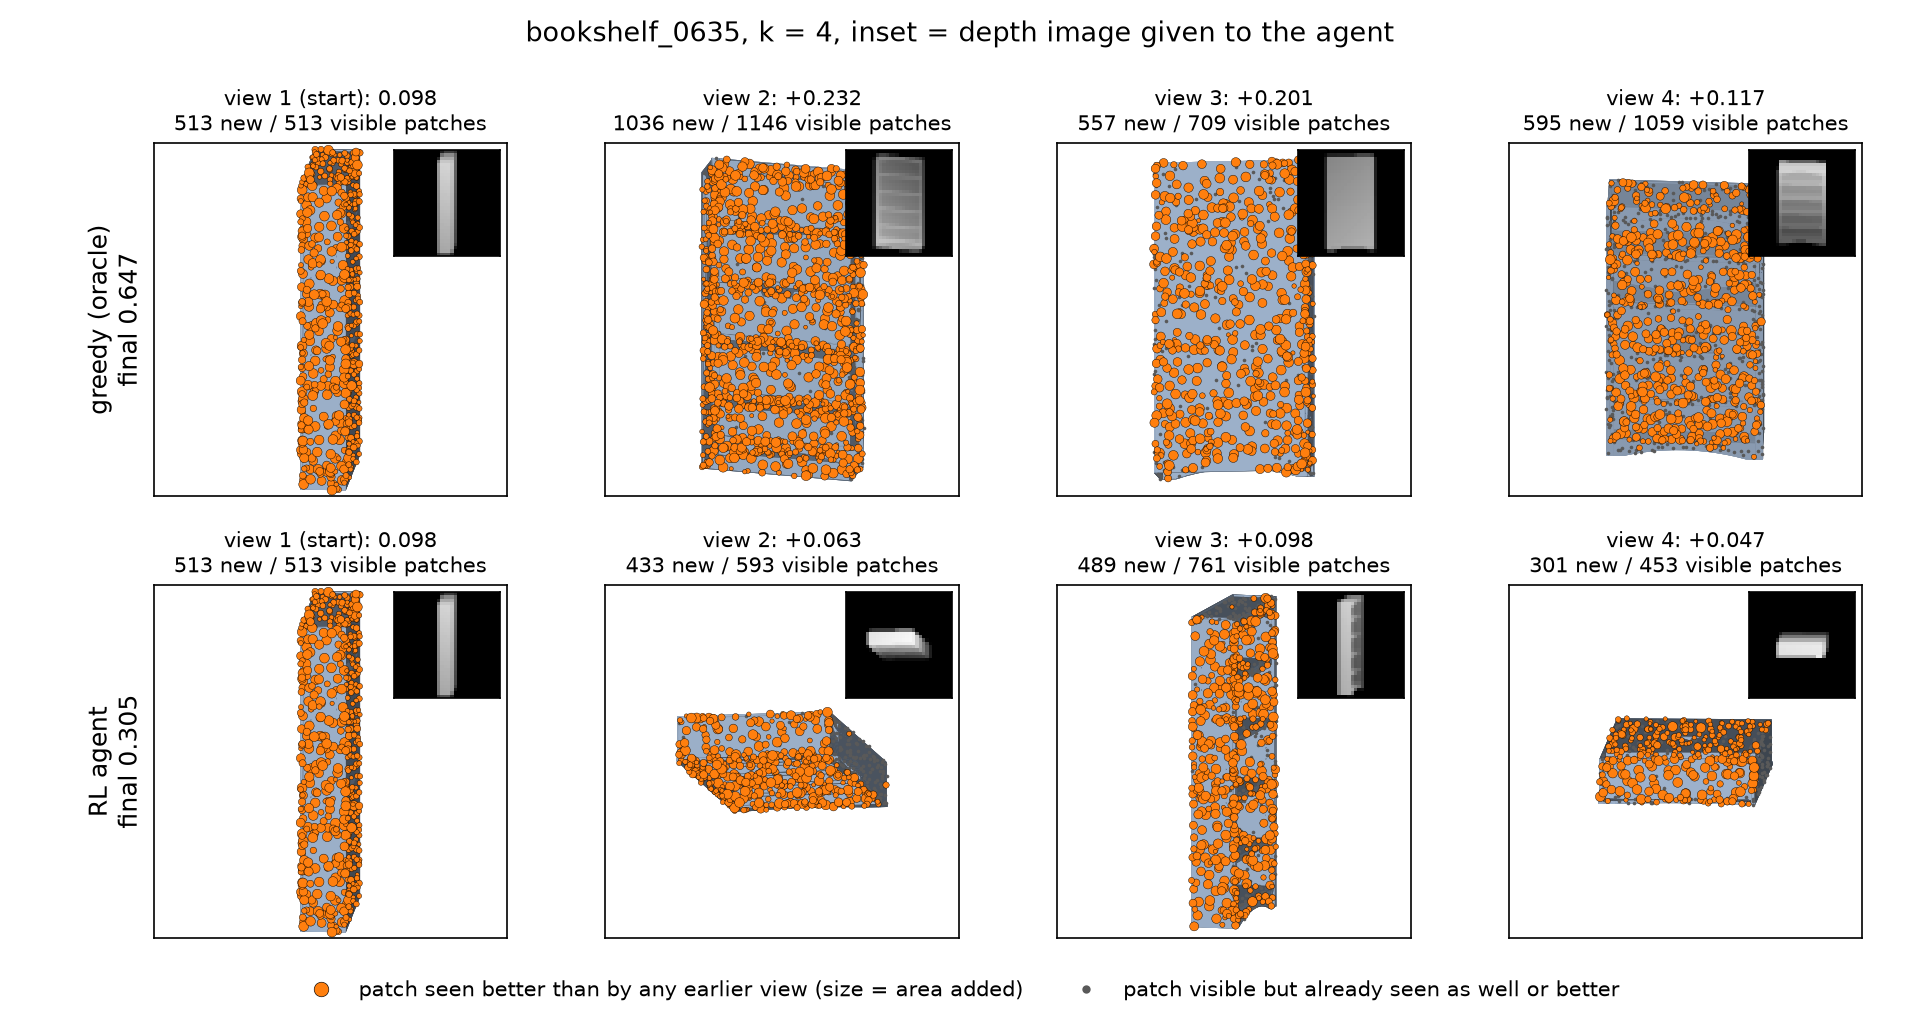 bookshelf_0635, k = 4, inset = depth image given to the agent
view 1 (start): 0.098
513 new / 513 visible patches
view 2: +0.232
1036 new / 1146 visible patches
view 3: +0.201
557 new / 709 visible patches
view 4: +0.117
595 new / 1059 visible patches
greedy (oracle)
final 0.647
view 1 (start): 0.098
513 new / 513 visible patches
view 2: +0.063
433 new / 593 visible patches
view 3: +0.098
489 new / 761 visible patches
view 4: +0.047
301 new / 453 visible patches
RL agent
final 0.305
patch seen better than by any earlier view (size = area added)
patch visible but already seen as well or better